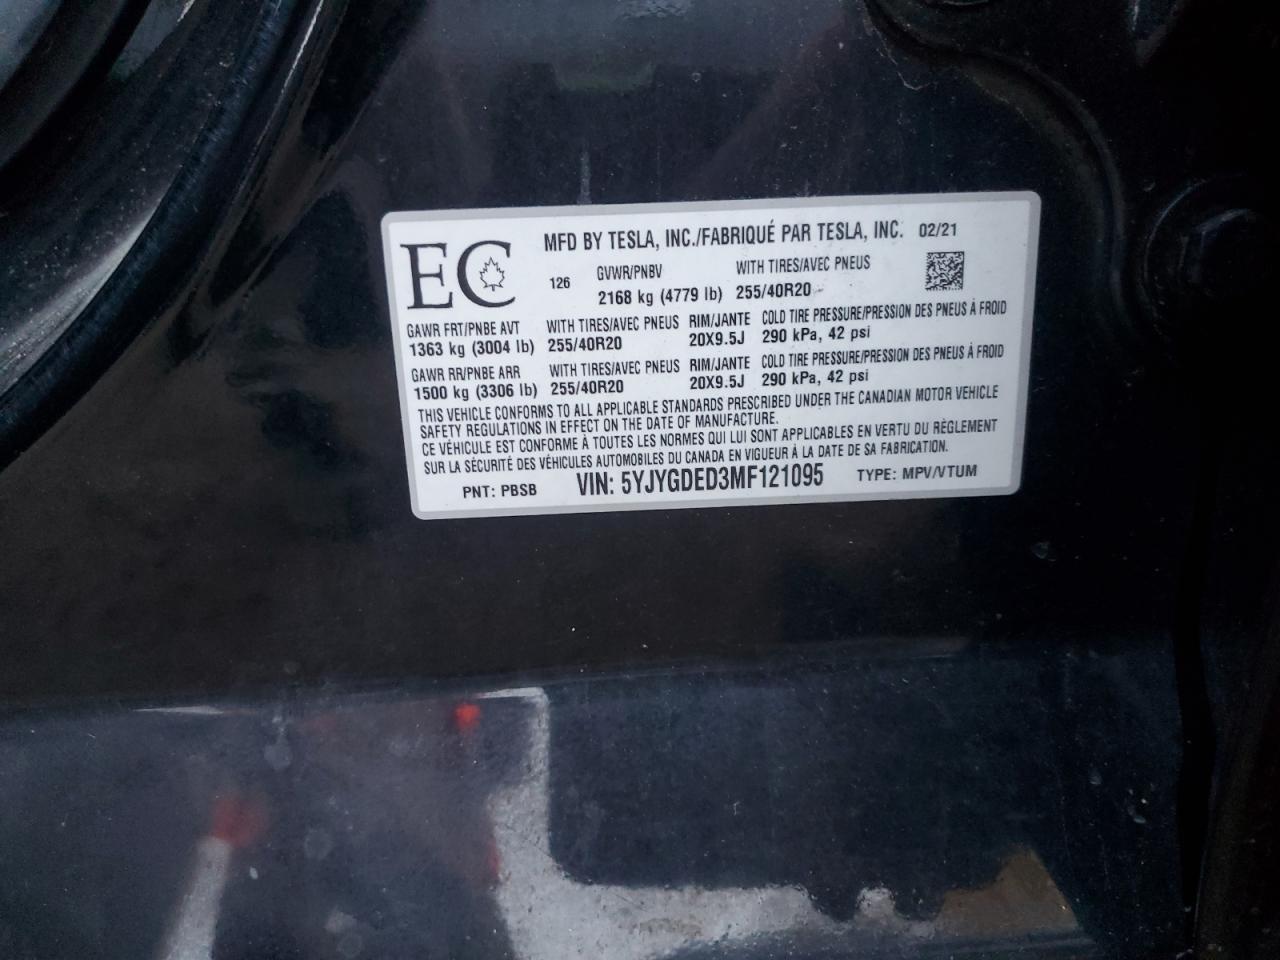 EC MFD BY TESLA, INC./FABRIQUÉ PAR TESLA, INC. 02/21
126 GVWR/PNBV WITH TIRES/AVEC PNEUS
2168 kg (4779 lb) 255/40R20
GAWR FRT/PNBE AVT WITH TIRES/AVEC PNEUS RIM/JANTE COLD TIRE PRESSURE/PRESSION DES PNEUS À FROID
1363 kg (3004 lb) 255/40R20 20X9.5J 290 kPa, 42 psi
GAWR RR/PNBE ARR WITH TIRES/AVEC PNEUS RIM/JANTE COLD TIRE PRESSURE/PRESSION DES PNEUS À FROID
1500 kg (3306 lb) 255/40R20 20X9.5J 290 kPa, 42 psi
THIS VEHICLE CONFORMS TO ALL APPLICABLE STANDARDS PRESCRIBED UNDER THE CANADIAN MOTOR VEHICLE
SAFETY REGULATIONS IN EFFECT ON THE DATE OF MANUFACTURE.
CE VÉHICULE EST CONFORME À TOUTES LES NORMES QUI LUI SONT APPLICABLES EN VERTU DU RÈGLEMENT
SUR LA SÉCURITÉ DES VÉHICULES AUTOMOBILES DU CANADA EN VIGUEUR À LA DATE DE SA FABRICATION.
PNT: PBSB VIN: 5YJYGDED3MF121095 TYPE: MPV/VTUM